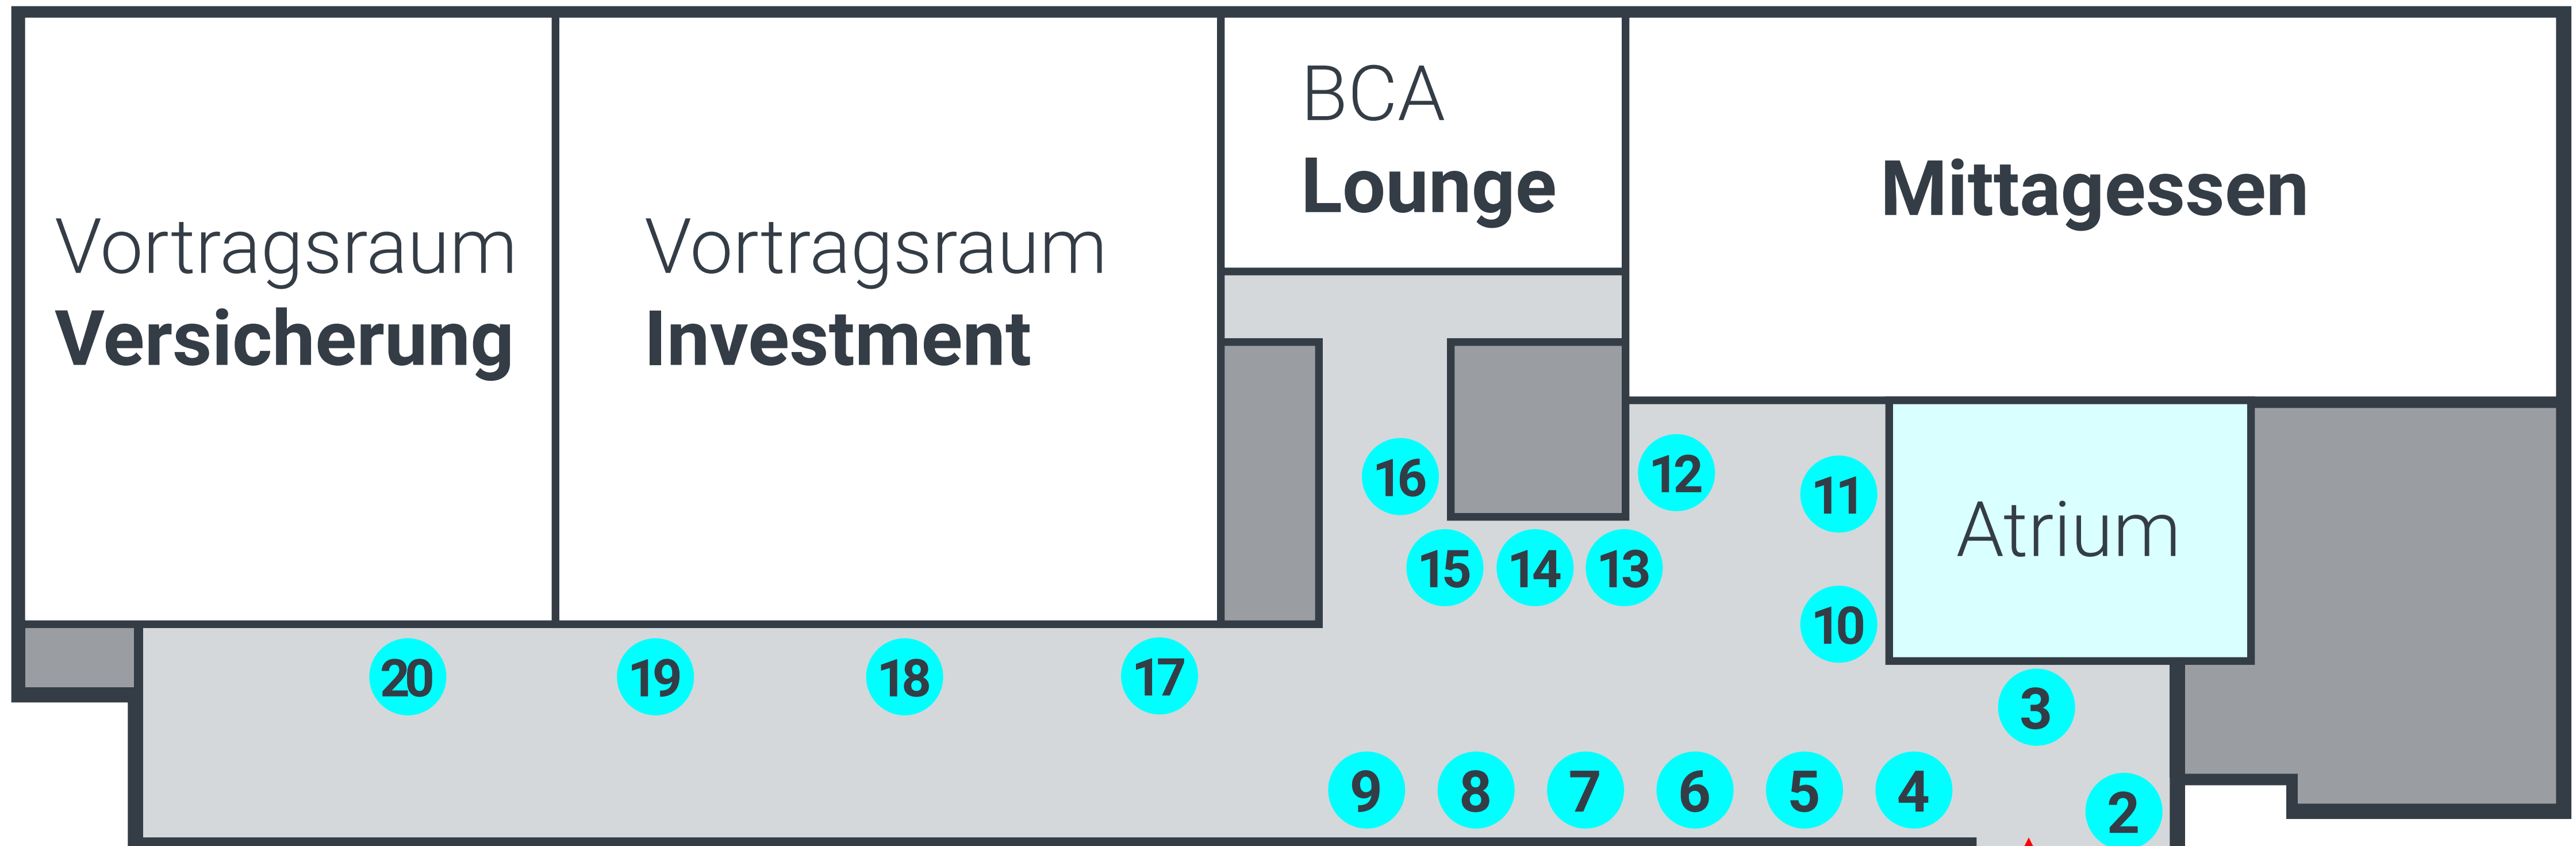 Vortragsraum
Versicherung
Vortragsraum
Investment
BCA
Lounge
Mittagessen
Atrium
16
12
11
15
14
13
10
20
19
18
17
3
9
8
7
6
5
4
2